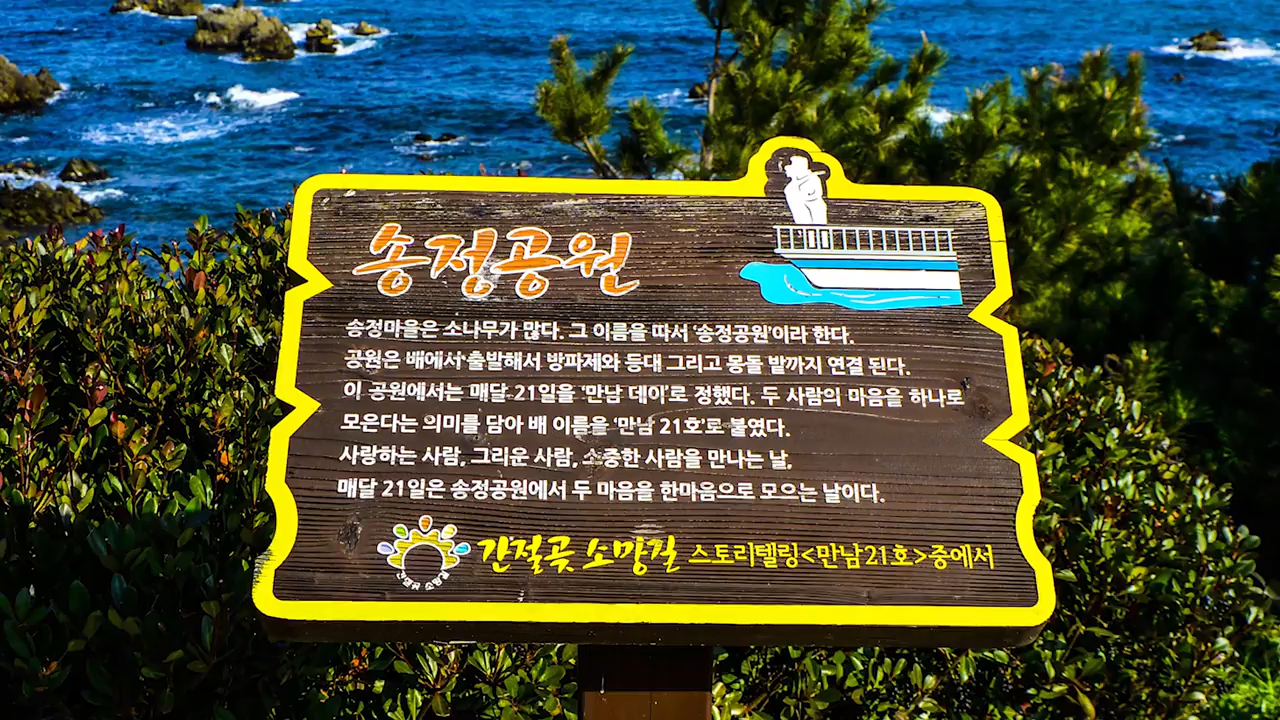 송정공원
송정마을은 소나무가 많다. 그 이름을 따서 '송정공원'이라 한다.
공원은 배에서 출발해서 방파제와 등대 그리고 몽돌 밭까지 연결 된다.
이 공원에서는 매달 21일을 '만남 데이'로 정했다. 두 사람의 마음을 하나로
모은다는 의미를 담아 배 이름을 '만남 21호'로 붙였다.
사랑하는 사람, 그리운 사람, 소중한 사람을 만나는 날,
매달 21일은 송정공원에서 두 마음을 한마음으로 모으는 날이다.
간절곶 소망길 스토리텔링<만남21호>중에서
간절곶 소망길